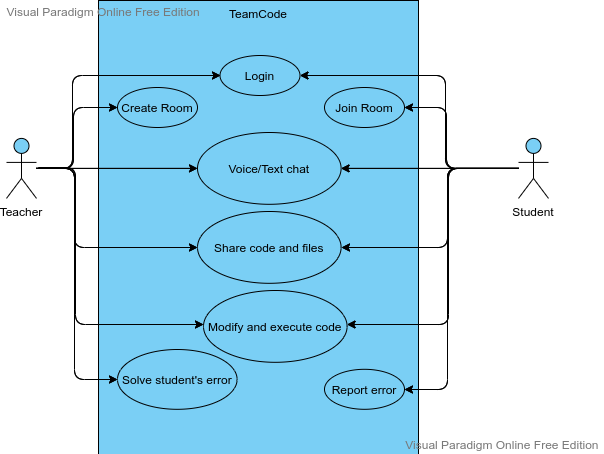 Visual Paradigm Online Free Edition
TeamCode
Login
Create Room
Join Room
Voice/Text chat
Teacher
Student
Share code and files
Modify and execute code
Solve student's error
Report error
Visual Paradigm Online Free Edition